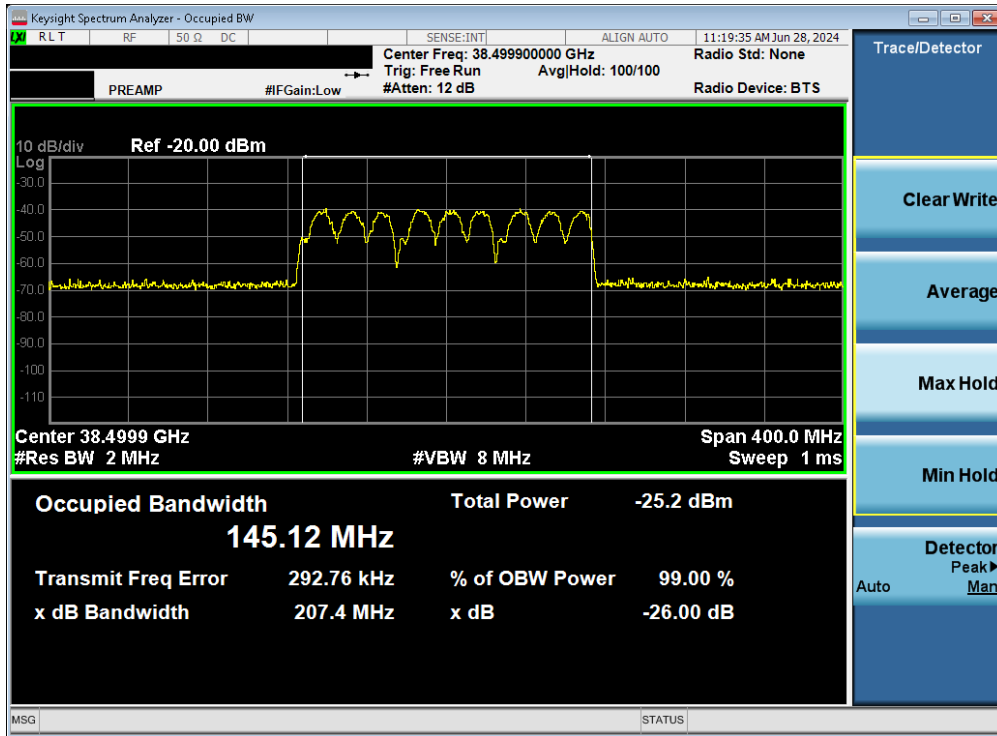 Keysight Spectrum Analyzer - Occupied BW
LXI RLT RF 50 Ω DC SENSE:INT ALIGN AUTO 11:19:35 AM Jun 28, 2024
Center Freq: 38.499900000 GHz Radio Std: None
Trig: Free Run Avg|Hold: 100/100
PREAMP #IFGain:Low #Atten: 12 dB Radio Device: BTS
10 dB/div Ref -20.00 dBm
Log
-30.0
-40.0
-50.0
-60.0
-70.0
-80.0
-90.0
-100
-110
Center 38.4999 GHz Span 400.0 MHz
#Res BW 2 MHz #VBW 8 MHz Sweep 1 ms
Occupied Bandwidth Total Power -25.2 dBm
145.12 MHz
Transmit Freq Error 292.76 kHz % of OBW Power 99.00 %
x dB Bandwidth 207.4 MHz x dB -26.00 dB
MSG STATUS
Trace/Detector
Clear Write
Average
Max Hold
Min Hold
Detector
Peak▶
Auto Man